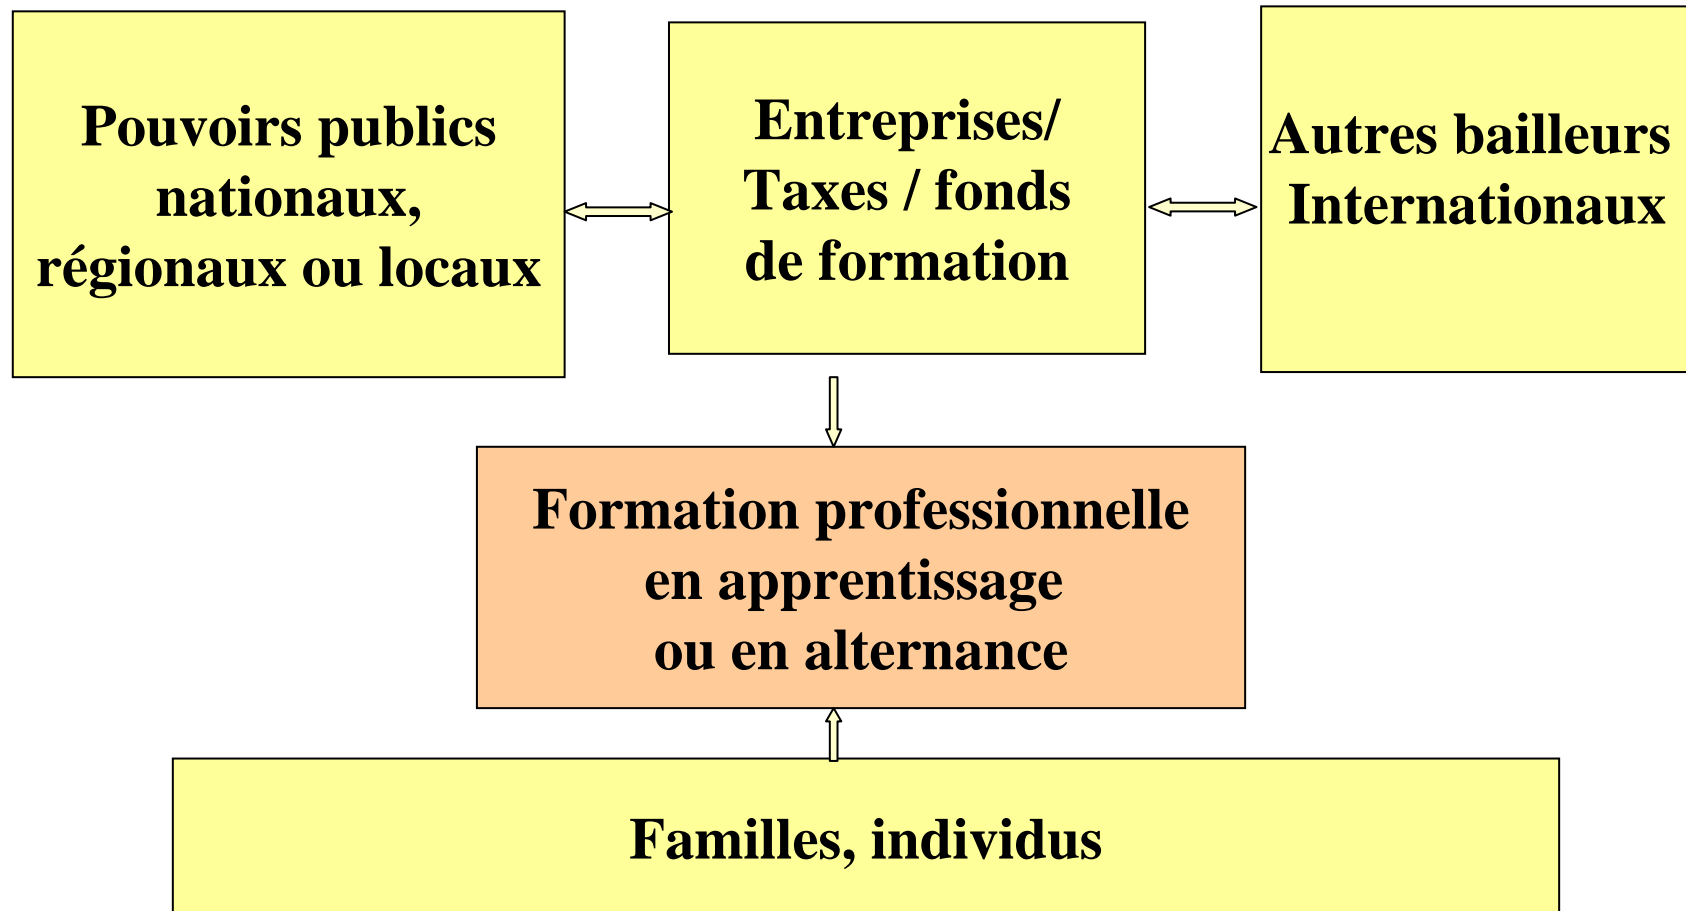 Pouvoirs publics
nationaux,
régionaux ou locaux
Entreprises/
Taxes / fonds
de formation
Autres bailleurs
Internationaux
Formation professionnelle
en apprentissage
ou en alternance
Familles, individus